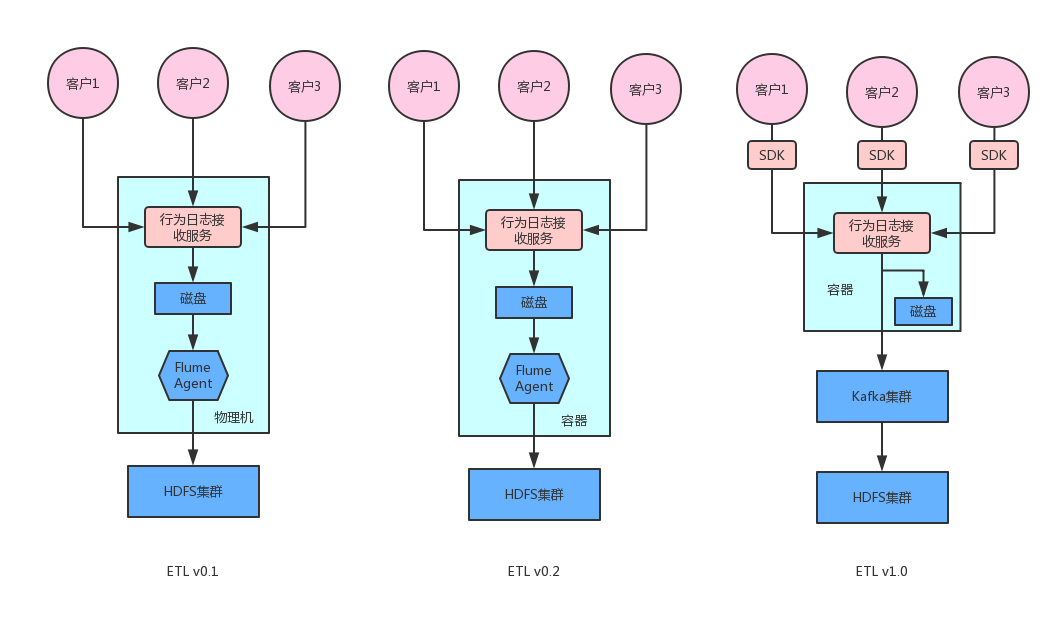 客户1
客户2
客户3
行为日志接
收服务
磁盘
Flume
Agent
物理机
HDFS集群
ETL v0.1
客户1
客户2
客户3
行为日志接
收服务
磁盘
Flume
Agent
容器
HDFS集群
ETL v0.2
客户1
客户2
客户3
SDK
SDK
SDK
行为日志接
收服务
容器
磁盘
Kafka集群
HDFS集群
ETL v1.0